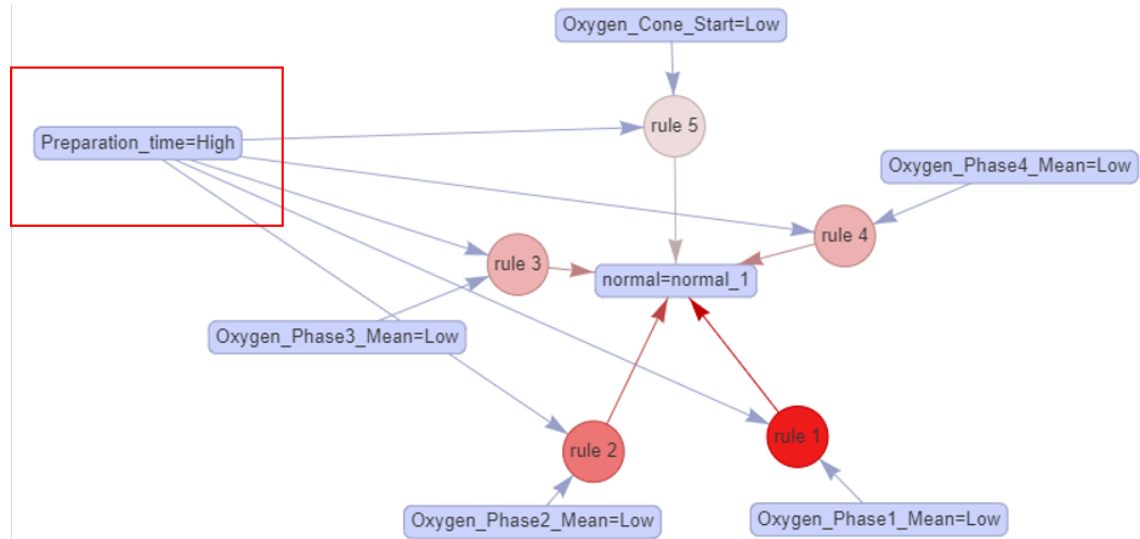 Oxygen_Cone_Start=Low
rule 5
Preparation_time=High
Oxygen_Phase4_Mean=Low
rule 4
rule 3
normal=normal_1
Oxygen_Phase3_Mean=Low
rule 2
rule 1
Oxygen_Phase2_Mean=Low
Oxygen_Phase1_Mean=Low